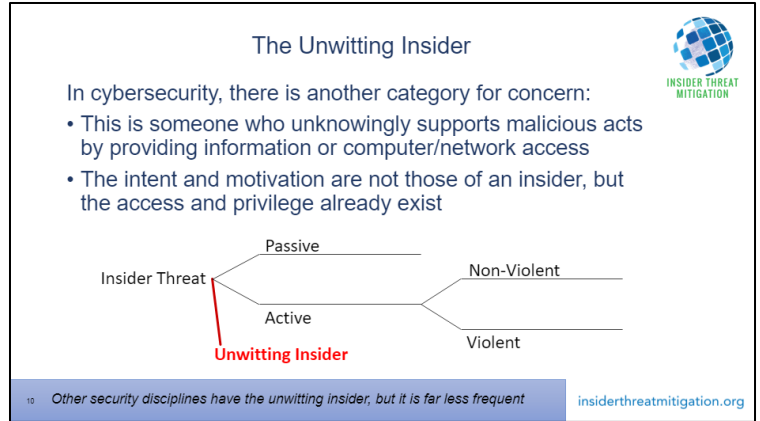 The Unwitting Insider
INSIDER THREAT
MITIGATION
In cybersecurity, there is another category for concern:
• This is someone who unknowingly supports malicious acts
by providing information or computer/network access
• The intent and motivation are not those of an insider, but
the access and privilege already exist
Passive
Insider Threat
Non-Violent
Active
Violent
Unwitting Insider
10 Other security disciplines have the unwitting insider, but it is far less frequent
insiderthreatmitigation.org